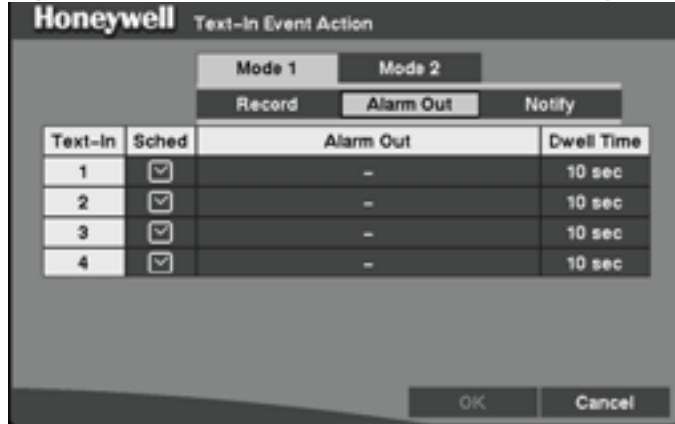 Honeywell Text-In Event Action
Mode 1 Mode 2
Record Alarm Out Notify
Text-In Sched Alarm Out Dwell Time
1 – 10 sec
2 – 10 sec
3 – 10 sec
4 – 10 sec
OK Cancel